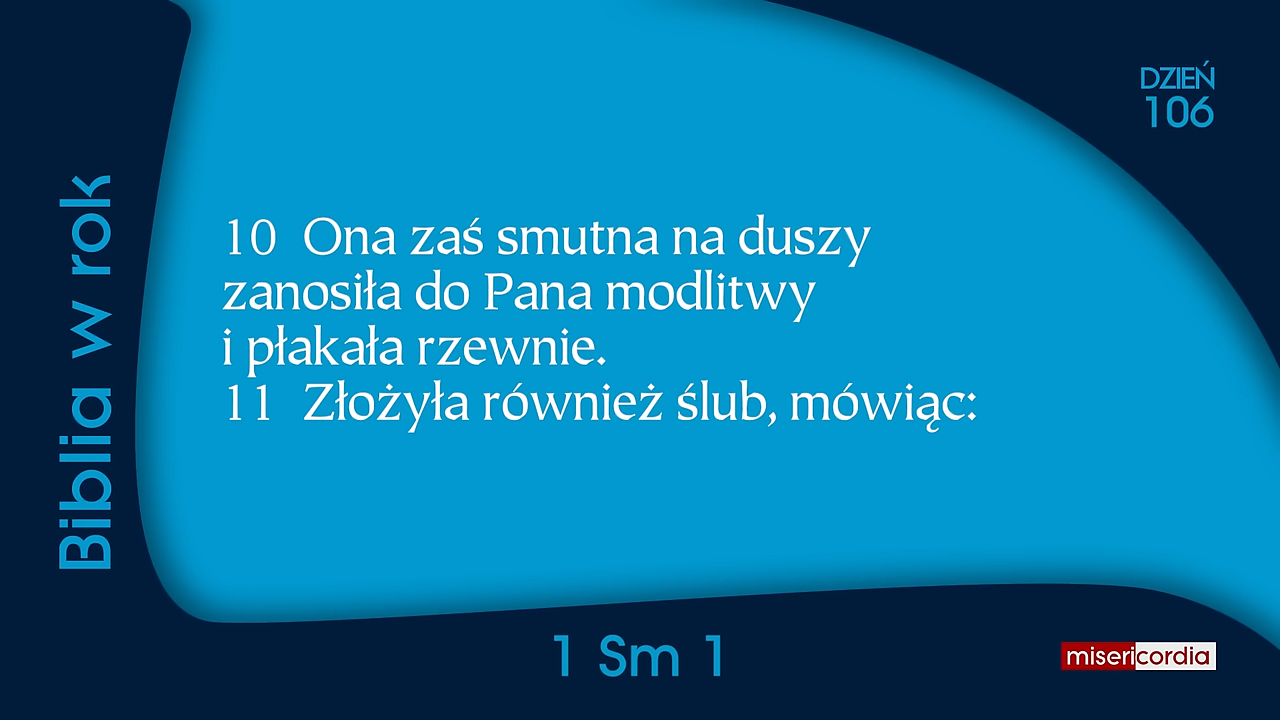 DZIEŃ
106
Biblia w rok
10 Ona zaś smutna na duszy
zanosiła do Pana modlitwy
i płakała rzewnie.
11 Złożyła również ślub, mówiąc:
1 Sm 1
misericordia